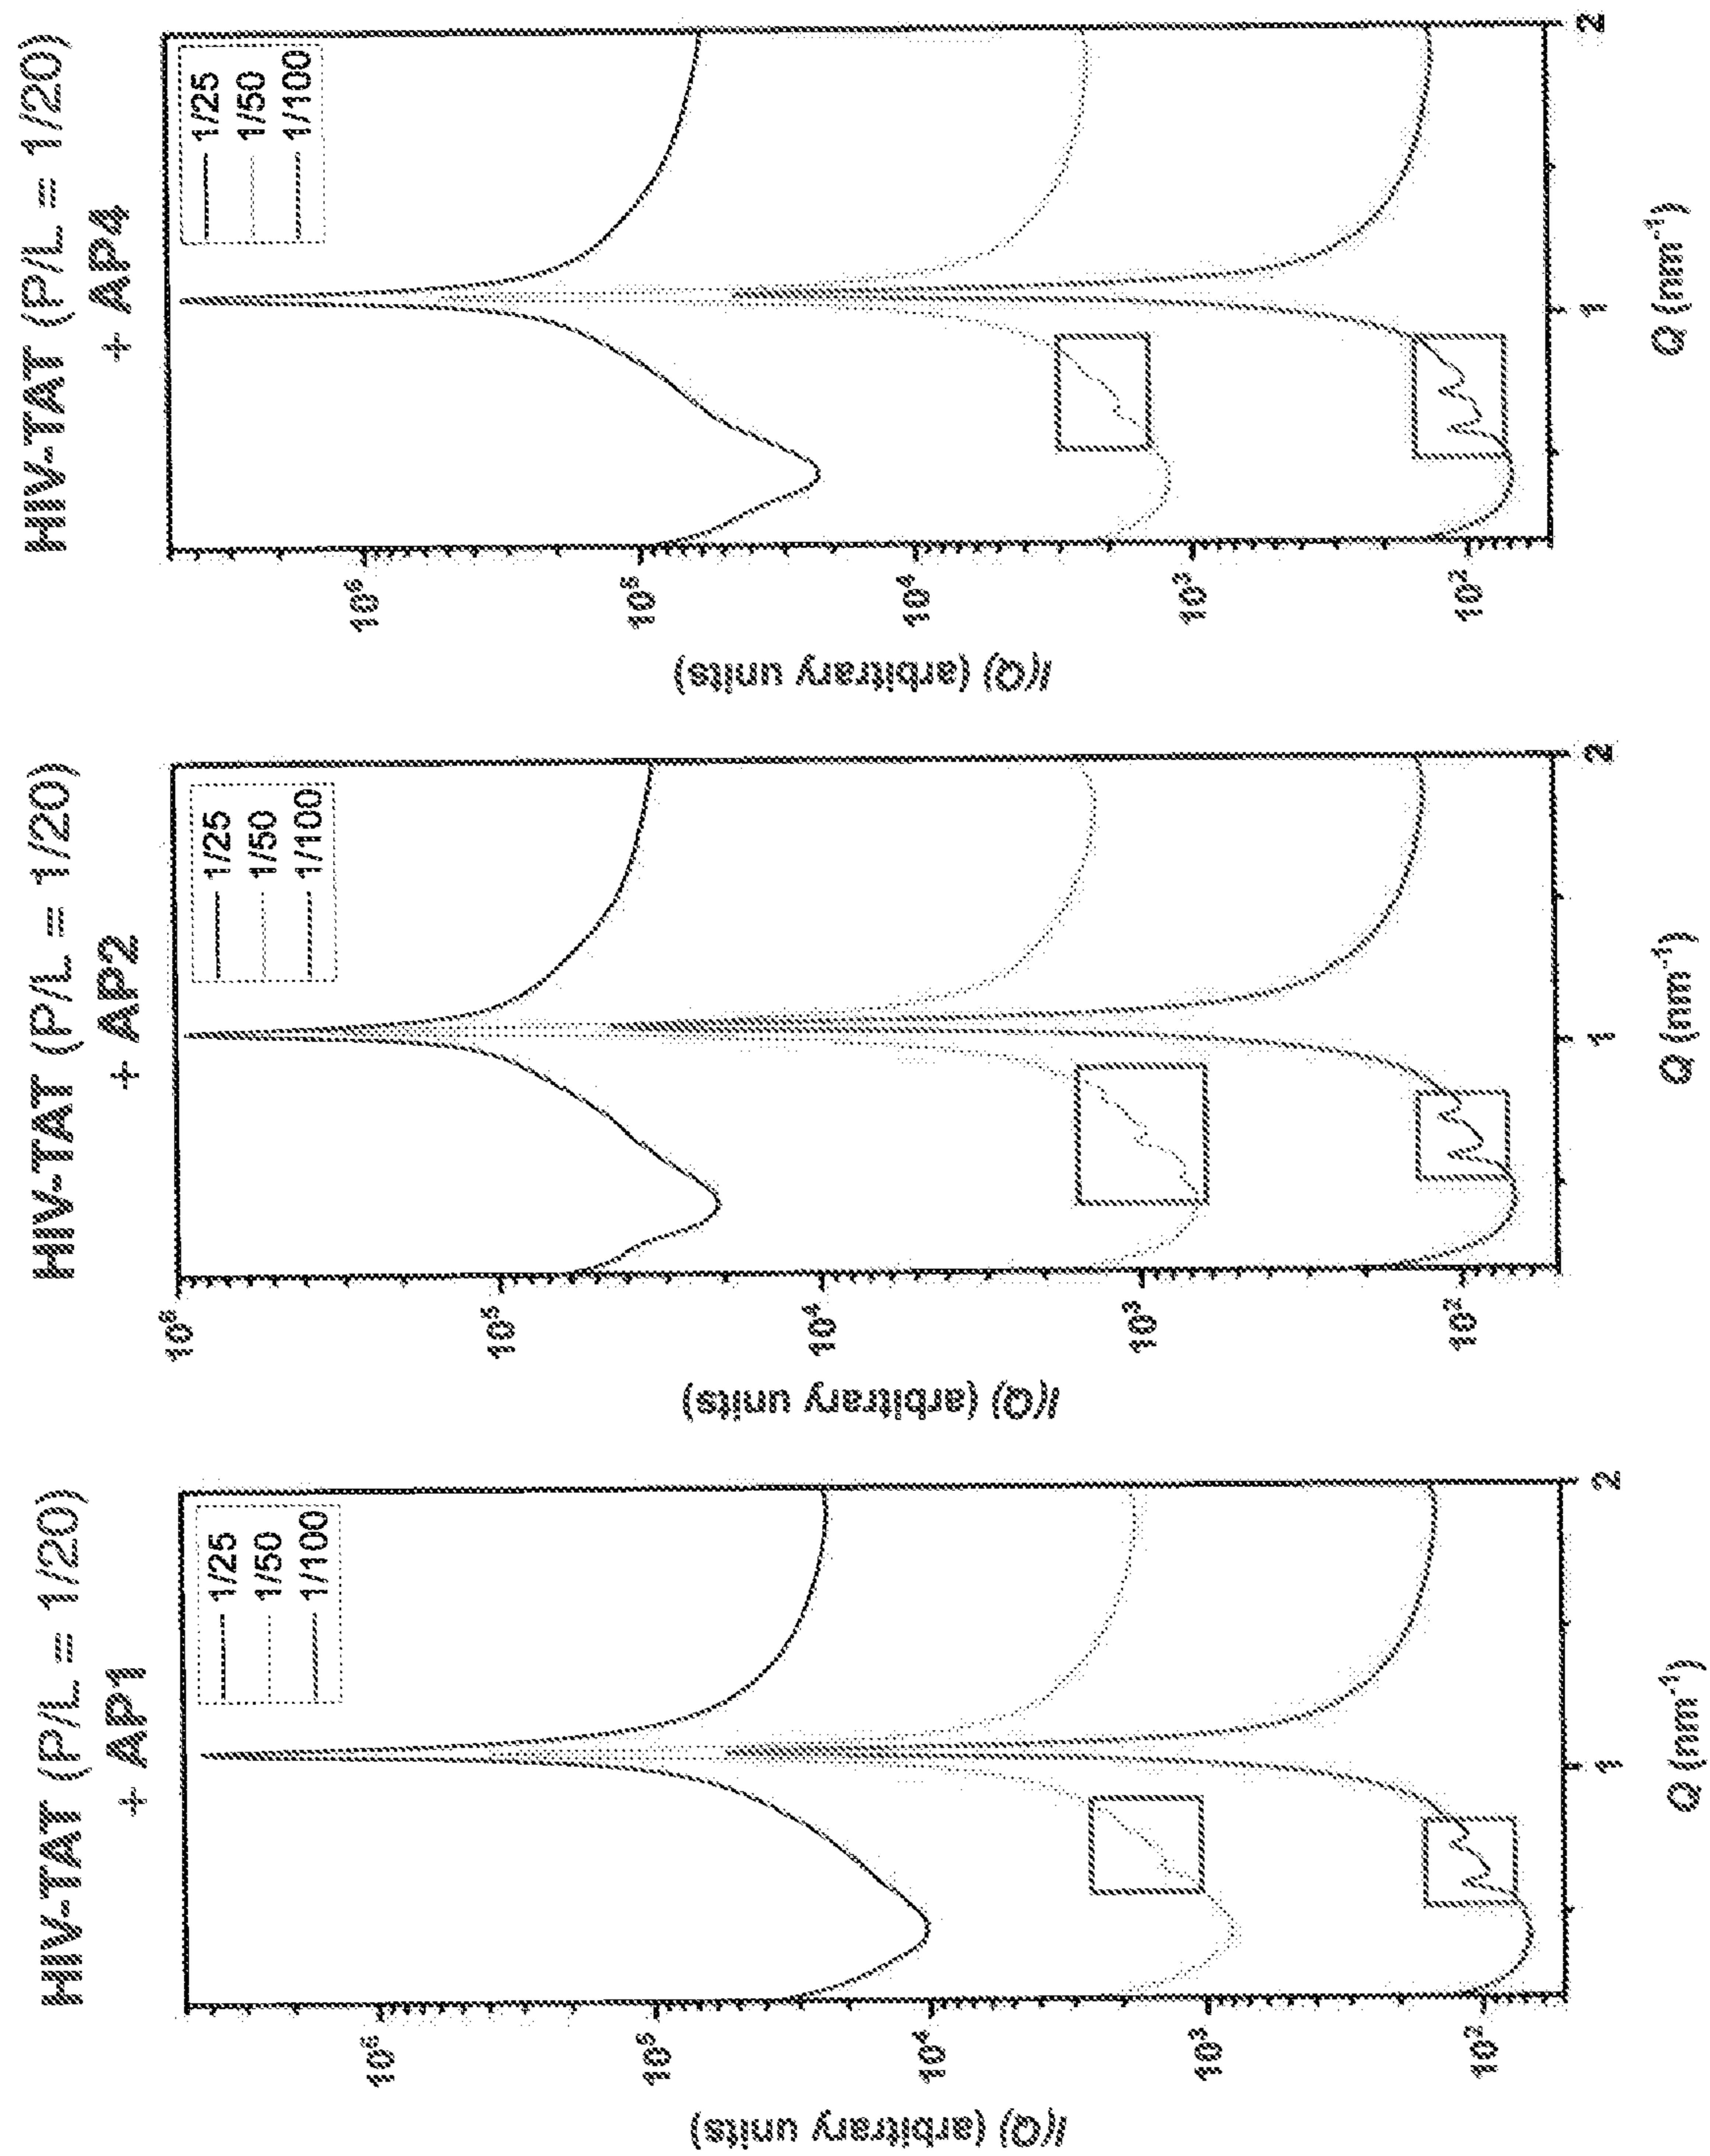 HIV-TAT (P/L = 1/20)
+ AP1
1/25
1/50
1/100
10⁶
10⁵
10⁴
10³
10²
I(Q) (arbitrary units)
1
2
Q (nm⁻¹)
HIV-TAT (P/L = 1/20)
+ AP2
1/25
1/50
1/100
10⁶
10⁵
10⁴
10³
10²
I(Q) (arbitrary units)
1
2
Q (nm⁻¹)
HIV-TAT (P/L = 1/20)
+ AP4
1/25
1/50
1/100
10⁶
10⁵
10⁴
10³
10²
I(Q) (arbitrary units)
1
2
Q (nm⁻¹)